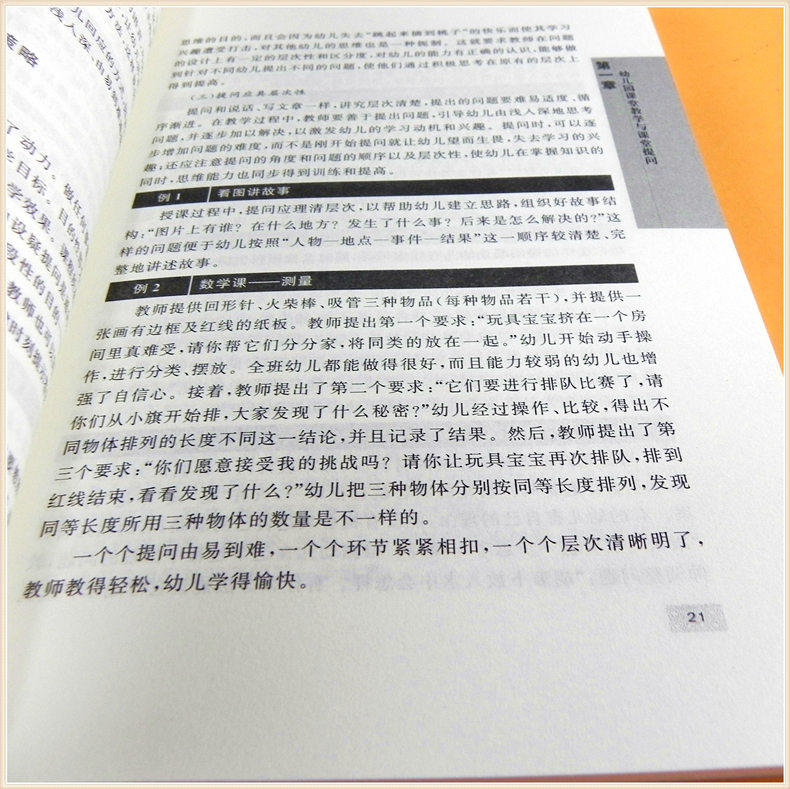 思维的目的，而且会因为幼儿失去“跳起来摘到桃子”的快乐而使其学习
兴趣遭受打击，对其他幼儿的思维也是一种扼制。这就要求教师在问题
的设计上有一定的层次性和区分度，对幼儿的能力有正确的认识，能够做
到针对不同幼儿提出不同的问题，使他们通过积极思考在原有的层次上
得到提高。
（三）提问应具层次性
提问和说话、写文章一样，讲究层次清楚，提出的问题要难易适度、循
序渐进。在教学过程中，教师要善于提出问题，引导幼儿由浅入深地思考
问题，并逐步加以解决，以激发幼儿的学习动机和兴趣。提问时，可以逐
步增加问题的难度，而不是刚开始提问就让幼儿望而生畏，失去学习的兴
趣；还应注意提问的角度和问题的顺序以及层次性，使幼儿在掌握知识的
同时，思维能力也同步得到训练和提高。
例1 看图讲故事
授课过程中，提问应理清层次，以帮助幼儿建立思路，组织好故事结
构：“图片上有谁？在什么地方？发生了什么事？后来是怎么解决的？”这
样的问题便于幼儿按照“人物—地点—事件—结果”这一顺序较清楚、完
整地讲述故事。
例2 数学课——测量
教师提供回形针、火柴棒、吸管三种物品（每种物品若干），并提供一
张画有边框及红线的纸板。教师提出第一个要求：“玩具宝宝挤在一个房
间里真难受，请你帮它们分分家，将同类的放在一起。”幼儿开始动手操
作，进行分类、摆放。全班幼儿都能做得很好，而且能力较弱的幼儿也增
强了自信心。接着，教师提出了第二个要求：“它们要进行排队比赛了，请
你们从小旗开始排，大家发现了什么秘密？”幼儿经过操作、比较，得出不
同物体排列的长度不同这一结论，并且记录了结果。然后，教师提出了第
三个要求：“你们愿意接受我的挑战吗？请你让玩具宝宝再次排队，排到
红线结束，看看发现了什么？”幼儿把三种物体分别按同等长度排列，发现
同等长度所用三种物体的数量是不一样的。
一个个提问由易到难，一个个环节紧紧相扣，一个个层次清晰明了，
教师教得轻松，幼儿学得愉快。
21
第一章
幼儿园课堂教学与课堂提问